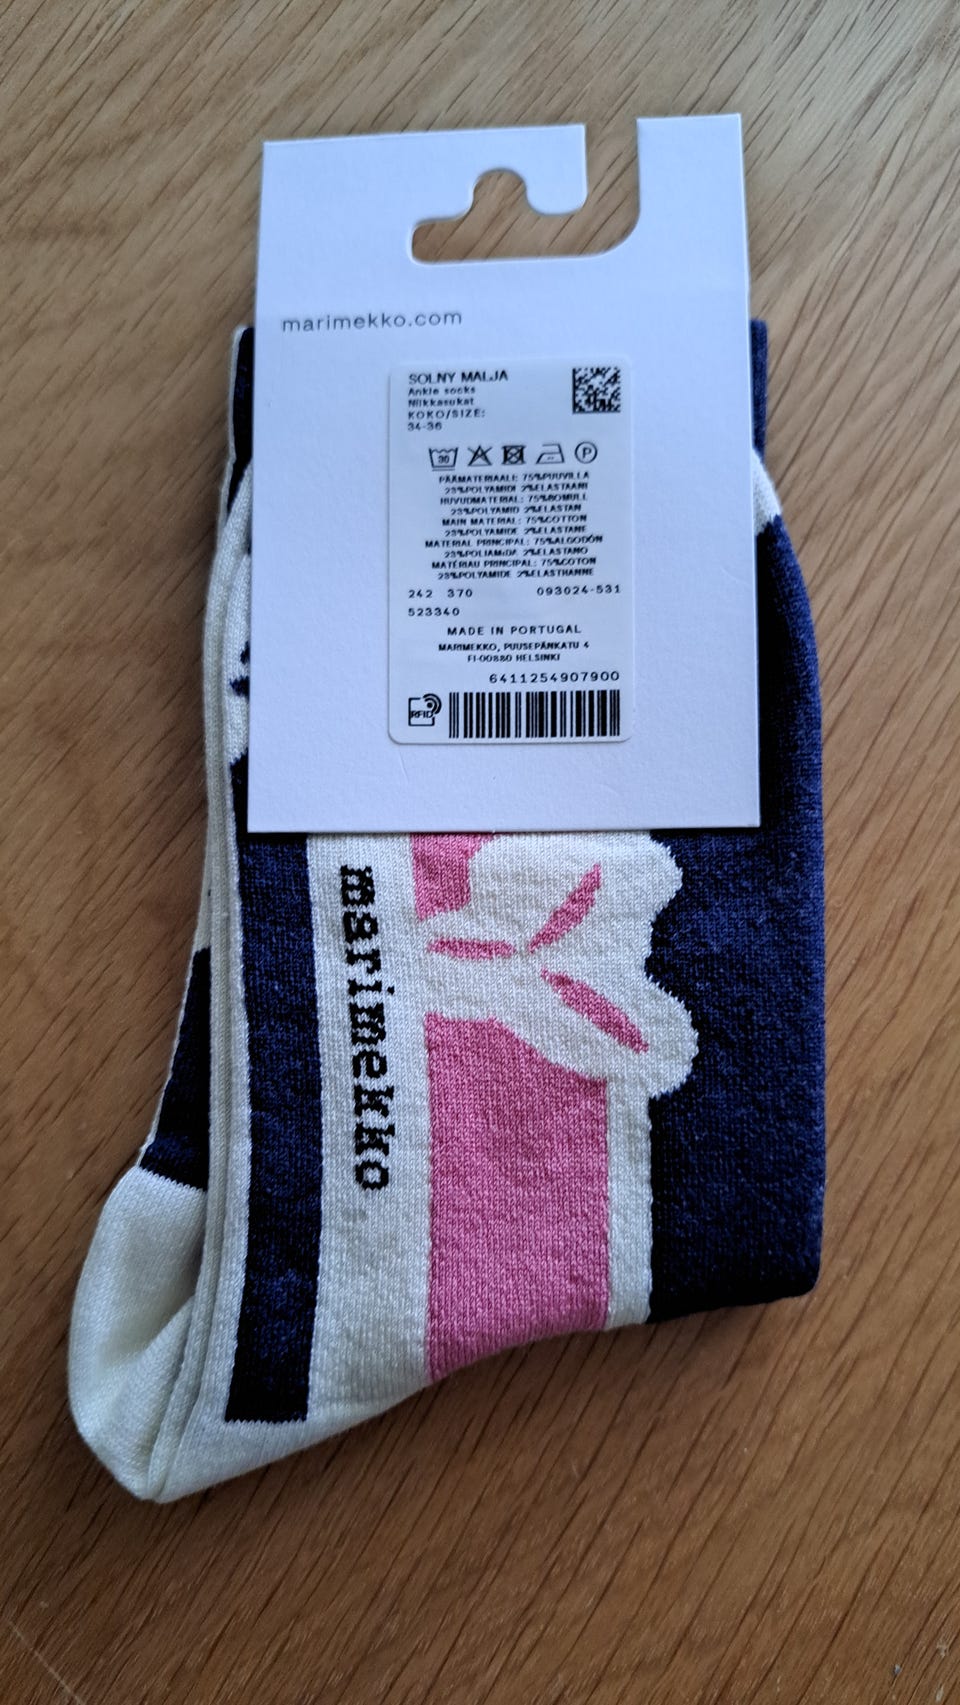 marimekko.com
SOLNY MALJA
Ankle socks
Nilkkasukat
KOKO/SIZE:
34-36
30
P
PÄÄMATERIAALI: 75%PUUVILLA
23%POLYAMIDI 2%ELASTAANI
HUVUDMATERIAL: 75%BOMULL
23%POLYAMID 2%ELASTAN
MAIN MATERIAL: 75%COTTON
23%POLYAMIDE 2%ELASTANE
MATERIAL PRINCIPAL: 75%ALGODÓN
23%POLIAMIDA 2%ELASTANO
MATÉRIAU PRINCIPAL: 75%COTON
23%POLYAMIDE 2%ELASTHANNE
242 370 093024-531
523340
MADE IN PORTUGAL
MARIMEKKO, PUUSEPÄNKATU 4
FI-00880 HELSINKI
6411254907900
RFID
marimekko